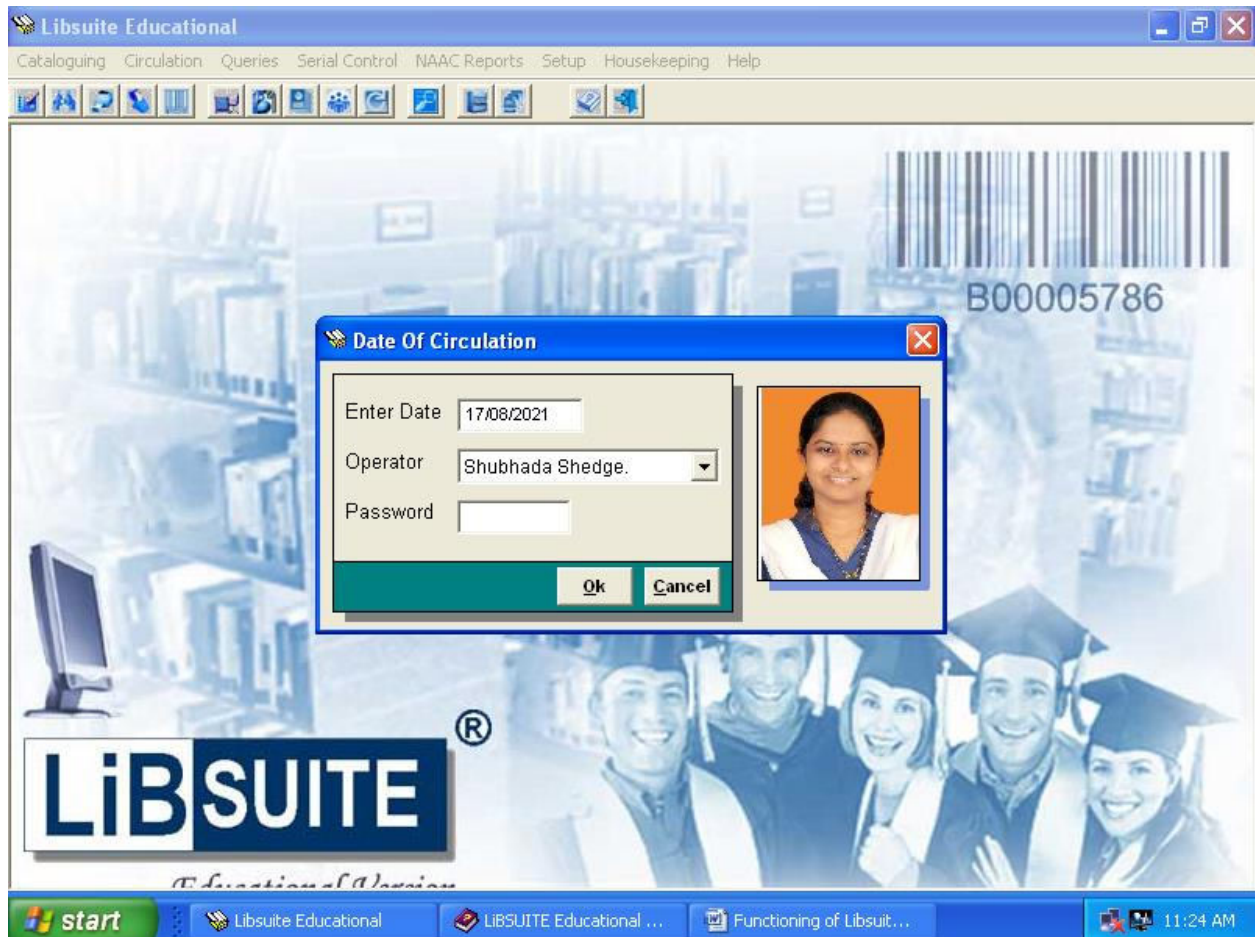 Libsuite Educational
Cataloguing Circulation Queries Serial Control NAAC Reports Setup Housekeeping Help
B00005786
Date Of Circulation
Enter Date 17/08/2021
Operator Shubhada Shedge.
Password
Ok Cancel
®
LiBSUITE
Educational Version
start Libsuite Educational LiBSUITE Educational ... Functioning of Libsuit... 11:24 AM